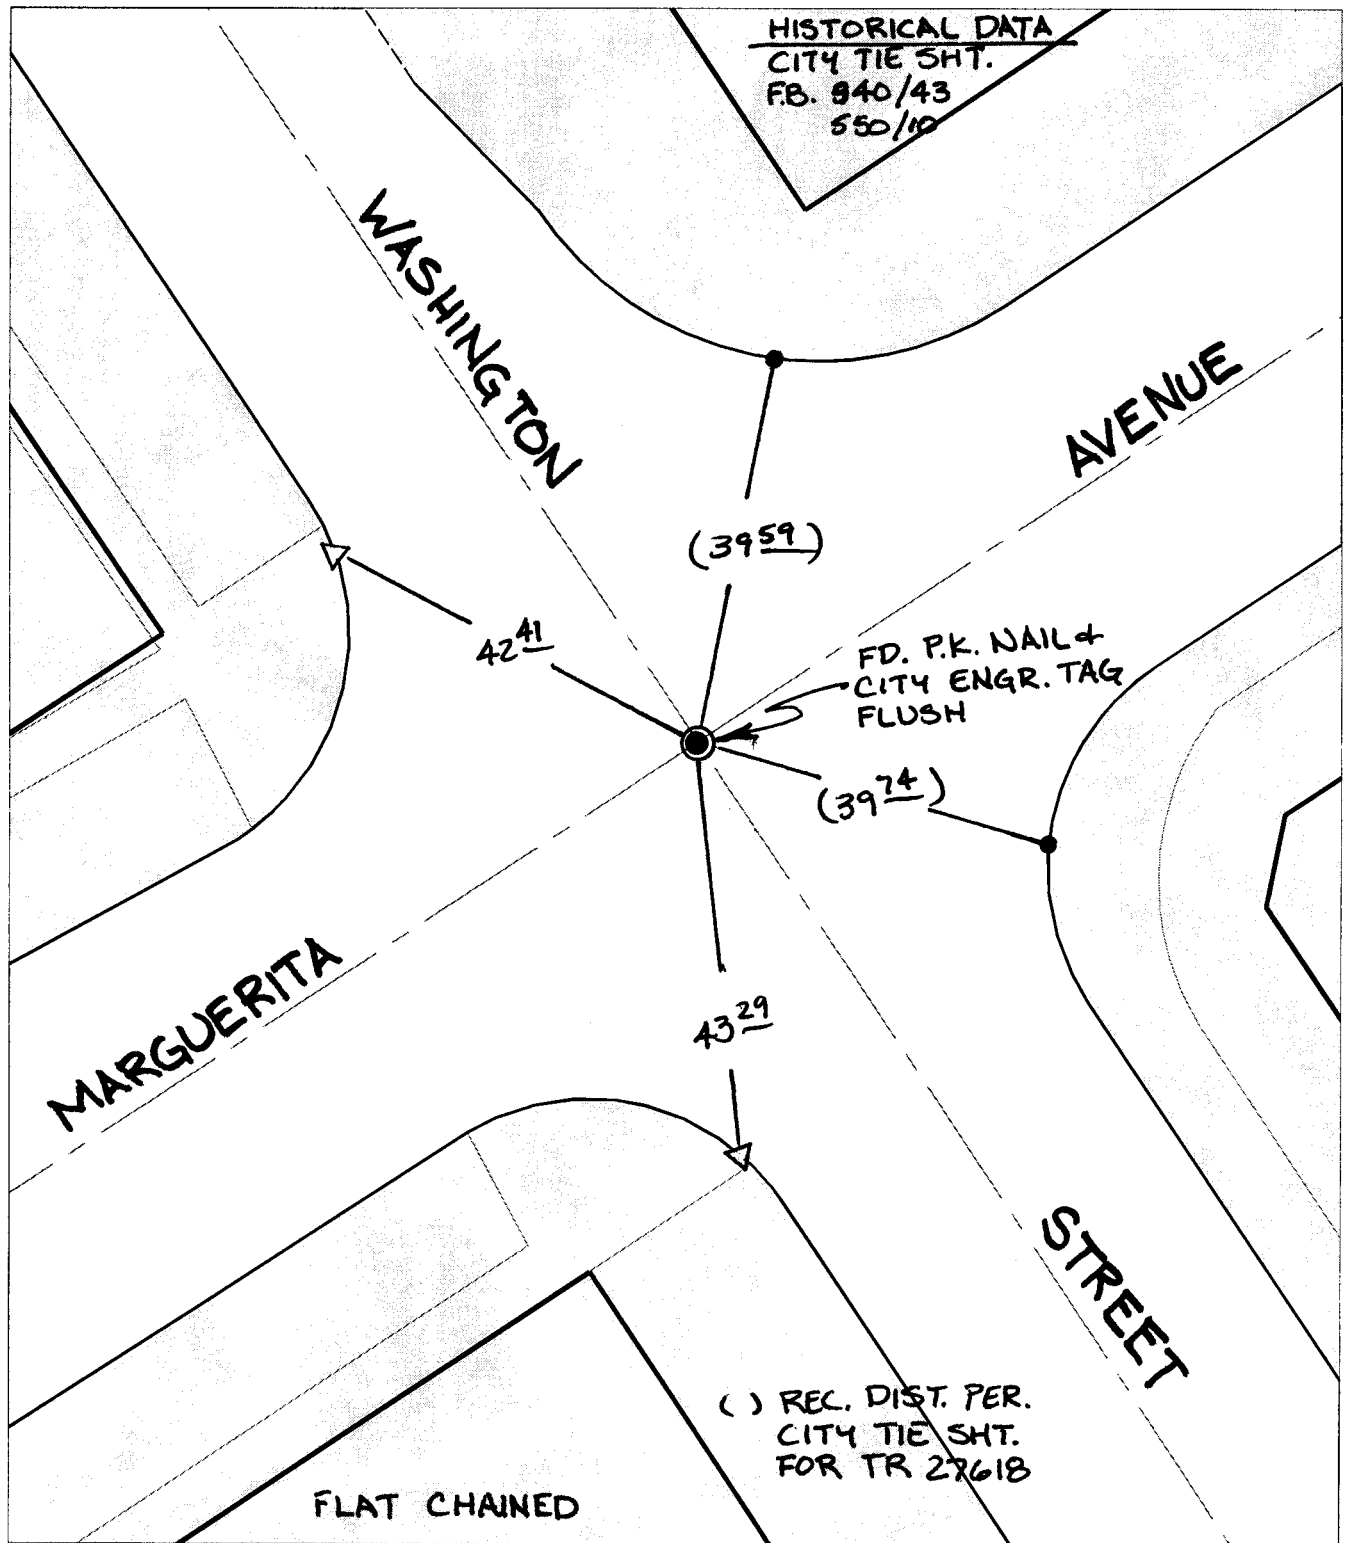 HISTORICAL DATA
CITY TIE SHT.
F.B. 940/43
550/10
WASHINGTON
AVENUE
(39 59)
42 41
FD. P.K. NAIL &
CITY ENGR. TAG
FLUSH
(39 74)
MARGUERITA
43 29
STREET
( ) REC. DIST. PER.
CITY TIE SHT.
FOR TR 27618
FLAT CHAINED